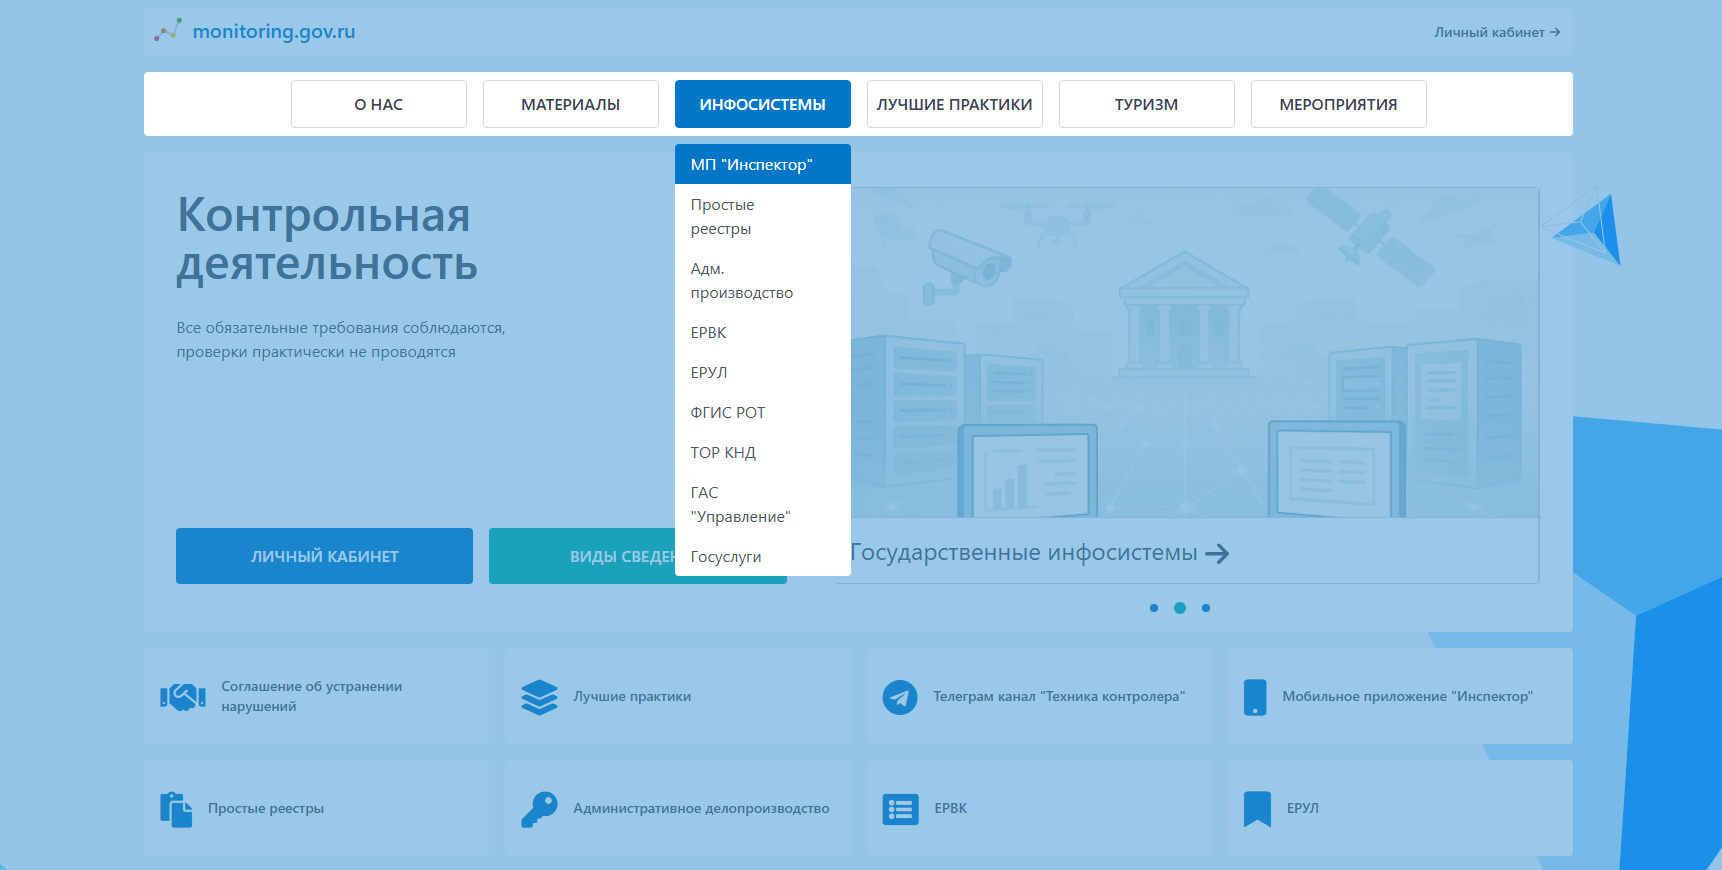 monitoring.gov.ru
Личный кабинет →
О НАС
МАТЕРИАЛЫ
ИНФОСИСТЕМЫ
ЛУЧШИЕ ПРАКТИКИ
ТУРИЗМ
МЕРОПРИЯТИЯ
МП "Инспектор"
Простые
реестры
Адм.
производство
ЕРВК
ЕРУЛ
ФГИС РОТ
ТОР КНД
ГАС
"Управление"
Госуслуги
Контрольная
деятельность
Все обязательные требования соблюдаются,
проверки практически не проводятся
ЛИЧНЫЙ КАБИНЕТ
ВИДЫ
Государственные инфосистемы →
Соглашение об устранении
нарушений
Лучшие практики
Телеграм канал "Техника контролера"
Мобильное приложение "Инспектор"
Простые реестры
Административное делопроизводство
ЕРВК
ЕРУЛ